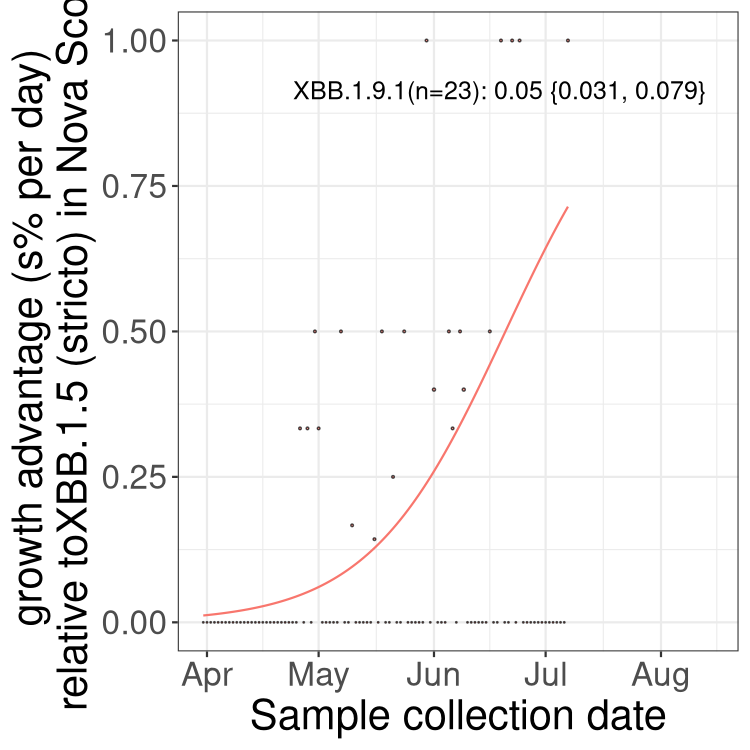 growth advantage (s% per day)
relative toXBB.1.5 (stricto) in Nova Sco
1.00
0.75
0.50
0.25
0.00
XBB.1.9.1(n=23): 0.05 {0.031, 0.079}
Apr May Jun Jul Aug
Sample collection date